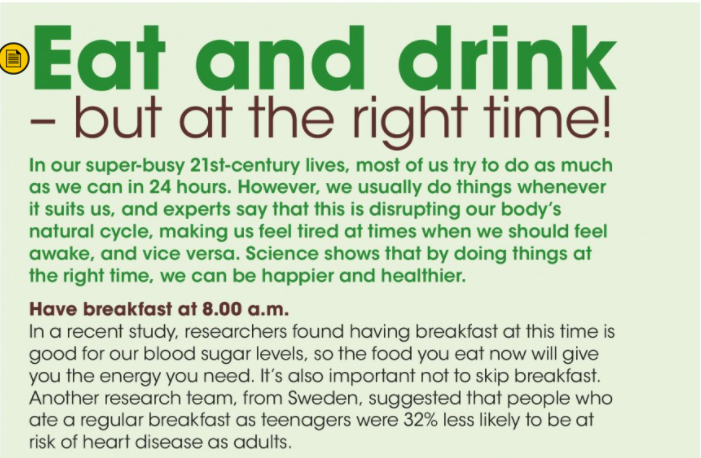 Eat and drink
– but at the right time!
In our super-busy 21st-century lives, most of us try to do as much
as we can in 24 hours. However, we usually do things whenever
it suits us, and experts say that this is disrupting our body's
natural cycle, making us feel tired at times when we should feel
awake, and vice versa. Science shows that by doing things at
the right time, we can be happier and healthier.
Have breakfast at 8.00 a.m.
In a recent study, researchers found having breakfast at this time is
good for our blood sugar levels, so the food you eat now will give
you the energy you need. It's also important not to skip breakfast.
Another research team, from Sweden, suggested that people who
ate a regular breakfast as teenagers were 32% less likely to be at
risk of heart disease as adults.